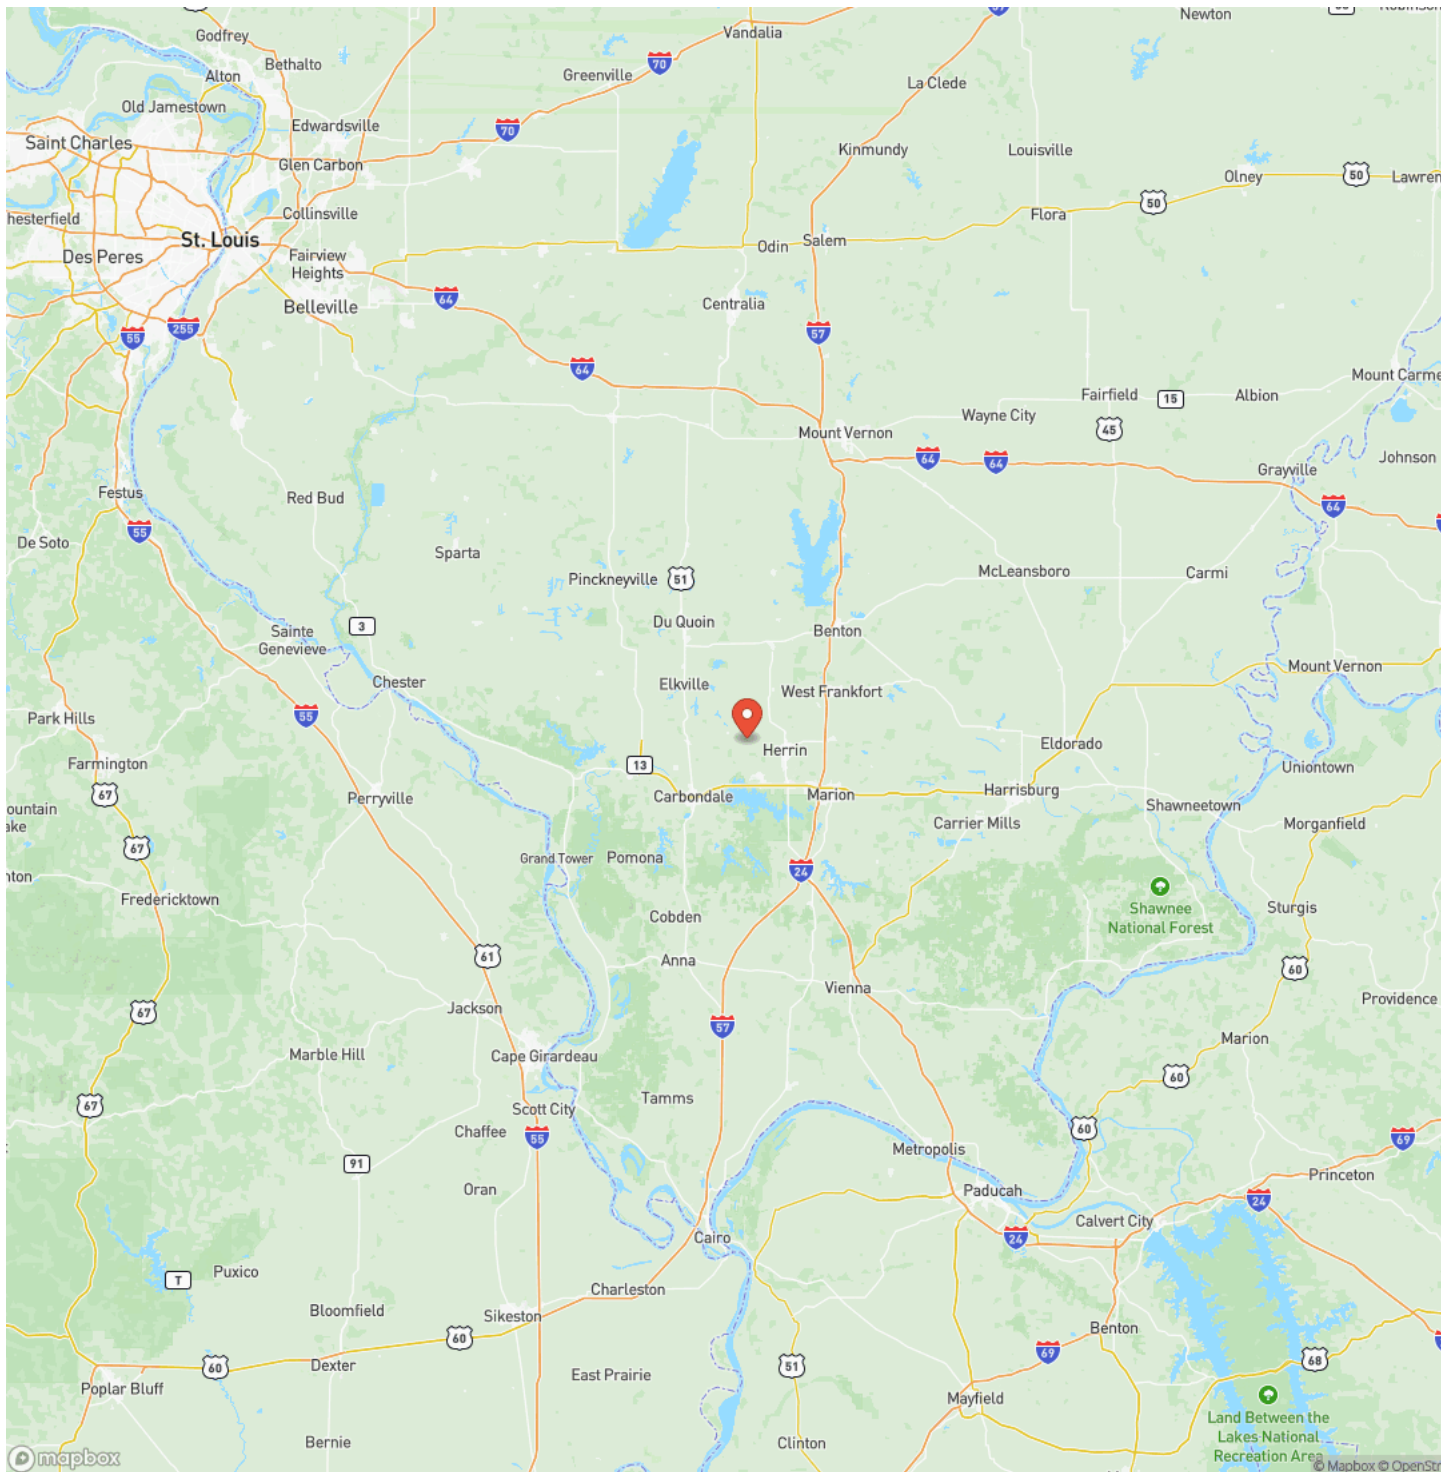 Newton
Godfrey
Vandalia
Bethalto
70
Greenville
Alton
La Clede
Old Jamestown
Edwardsville
70
Saint Charles
Kinmundy
Louisville
Glen Carbon
Olney
50
Lawren
50
Collinsville
hesterfield
Flora
St. Louis
Odin
Salem
Des Peres
Fairview
Heights
64
Centralia
Belleville
55
255
57
64
Mount Carme
Fairfield
15
Albion
Wayne City
45
Mount Vernon
64
64
Johnson
Grayville
Festus
Red Bud
64
55
De Soto
Sparta
Pinckneyville
51
McLeansboro
Carmi
Du Quoin
3
Sainte
Genevieve
Benton
Mount Vernon
Chester
Elkville
West Frankfort
Park Hills
55
Eldorado
Herrin
Farmington
13
Uniontown
67
Perryville
Carbondale
Marion
Harrisburg
Shawneetown
ountain
ke
Carrier Mills
Morganfield
67
Grand Tower
Pomona
24
nton
Fredericktown
Shawnee
National Forest
Sturgis
Cobden
61
Anna
60
Vienna
Providence
67
Jackson
57
Marion
Marble Hill
Cape Girardeau
60
67
Tamms
Scott City
Chaffee
55
60
69
Metropolis
91
Princeton
Oran
Paducah
24
Calvert City
24
Cairo
Puxico
T
Charleston
Bloomfield
Sikeston
Benton
60
60
Dexter
51
69
68
East Prairie
Poplar Bluff
Mayfield
Land Between the
Lakes National
Recreation Area
Bernie
Clinton
mapbox
© Mapbox © OpenStr